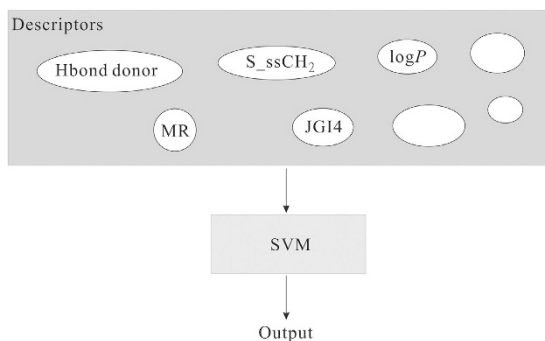 Descriptors
Hbond donor
S_ssCH₂
logP
MR
JGI4
SVM
Output